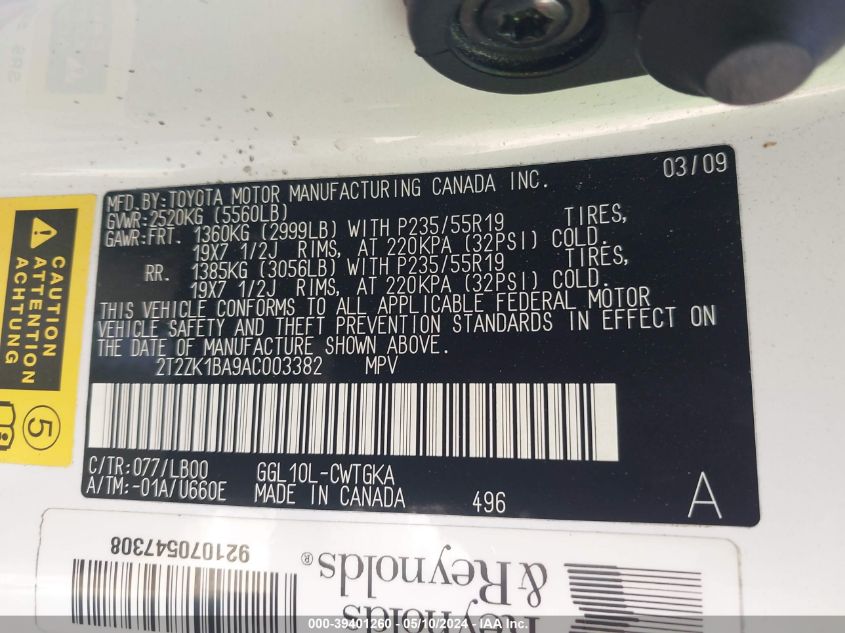 MFD.BY:TOYOTA MOTOR MANUFACTURING CANADA INC. 03/09
GVWR:2520KG (5560LB)
GAWR:FRT. 1360KG (2999LB) WITH P235/55R19 TIRES,
19X7 1/2J RIMS, AT 220KPA (32PSI) COLD.
RR. 1385KG (3056LB) WITH P235/55R19 TIRES,
19X7 1/2J RIMS, AT 220KPA (32PSI) COLD.
THIS VEHICLE CONFORMS TO ALL APPLICABLE FEDERAL MOTOR
VEHICLE SAFETY AND THEFT PREVENTION STANDARDS IN EFFECT ON
THE DATE OF MANUFACTURE SHOWN ABOVE.
2T2ZK1BA9AC003382 MPV
C/TR:077/LB00 GGL10L-CWTGKA
A/TM:-01A/U660E MADE IN CANADA 496 A
CAUTION
ATTENTION
ACHTUNG
5
921070547308
Reynolds
& Reynolds®
Reynolds
000-39401260 - 05/10/2024 - IAA Inc.